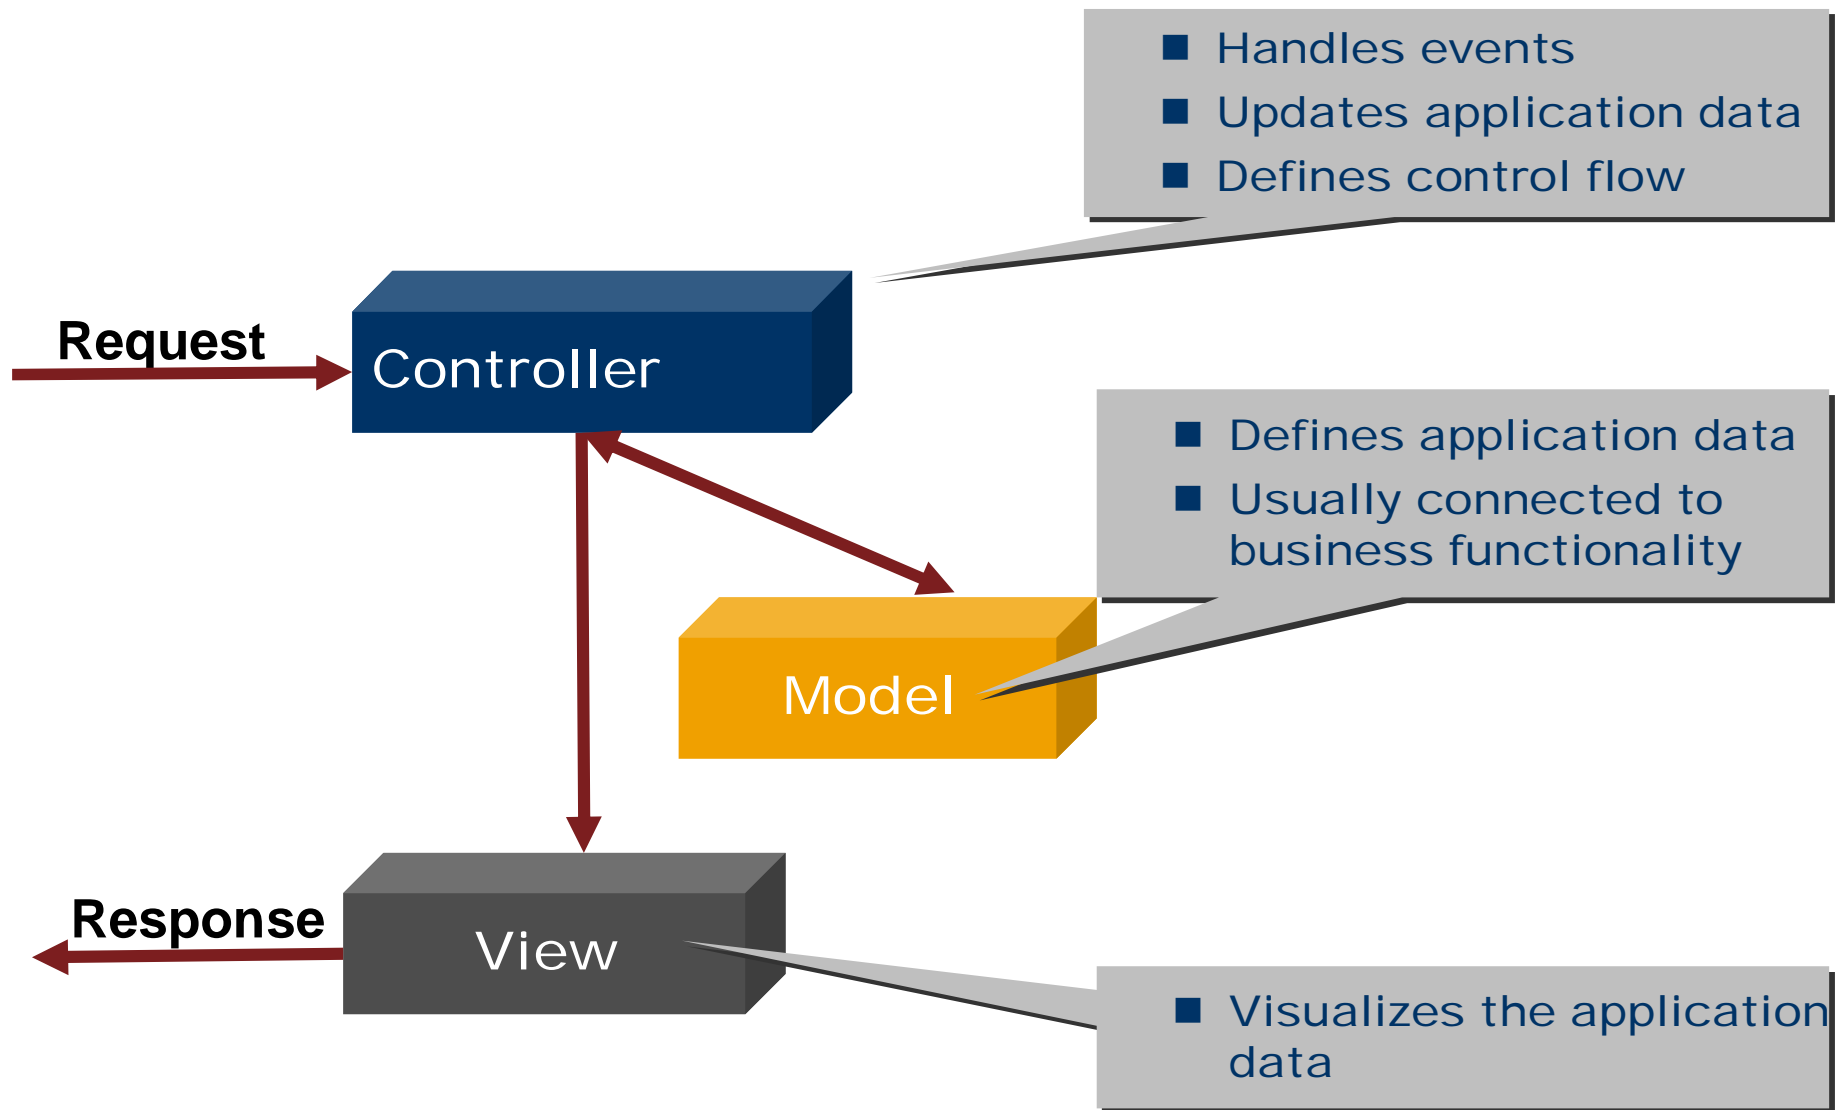 Handles events
Updates application data
Defines control flow
Request
Controller
Defines application data
Usually connected to
business functionality
Model
Response
View
Visualizes the application
data